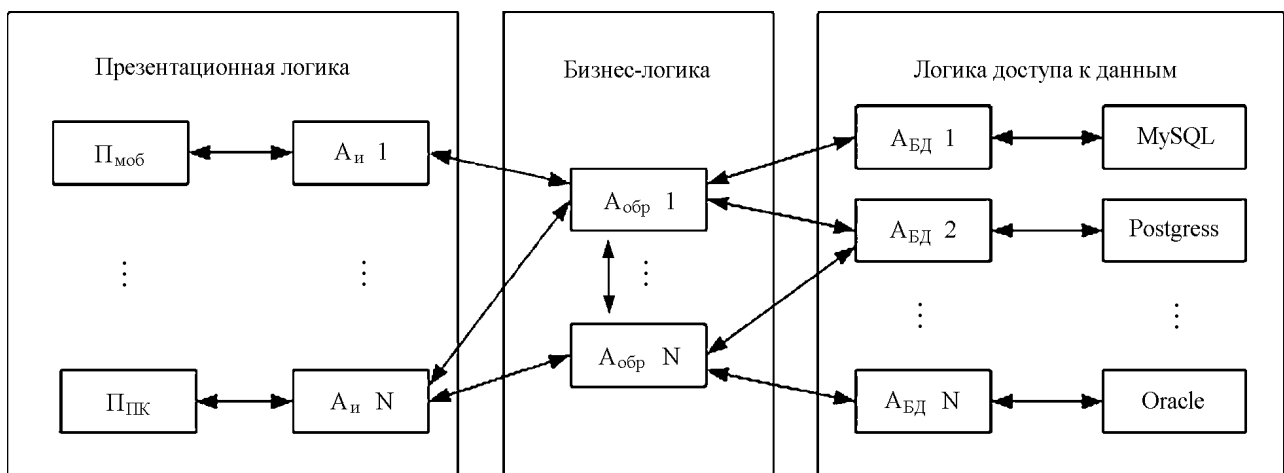 Презентационная логика
Бизнес-логика
Логика доступа к данным
Пмоб
Аи 1
Аобр 1
АБД 1
MySQL
АБД 2
Postgress
Аобр N
ППК
Аи N
АБД N
Oracle